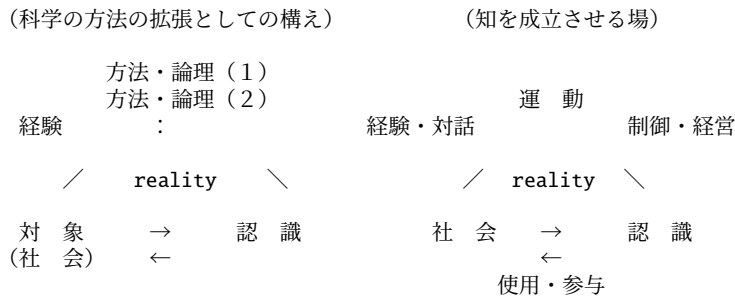 （科学の方法の拡張としての構え）　　　　　（知を成立させる場）
方法・論理（１）
方法・論理（２）　　　　　　　　　　運　動
経験　　　　：　　　　　　　　　経験・対話　　　　　　　制御・経営
／　　reality　　＼　　　　　　　　／　reality　＼
対　象　　→　　認　識　　　　　　社　会　　→　　認　識
（社　会）　　←　　　　　　　　　　　　　　　　←
使用・参与